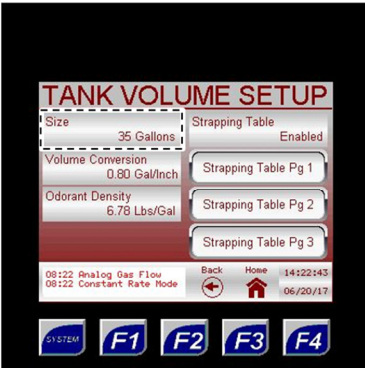 TANK VOLUME SETUP
Size
35 Gallons
Strapping Table
Enabled
Volume Conversion
0.80 Gal/Inch
Strapping Table Pg 1
Odorant Density
6.78 Lbs/Gal
Strapping Table Pg 2
Strapping Table Pg 3
08:22 Analog Gas Flow
08:22 Constant Rate Mode
Back
Home
14:22:43
06/20/17
SYSTEM
F1
F2
F3
F4